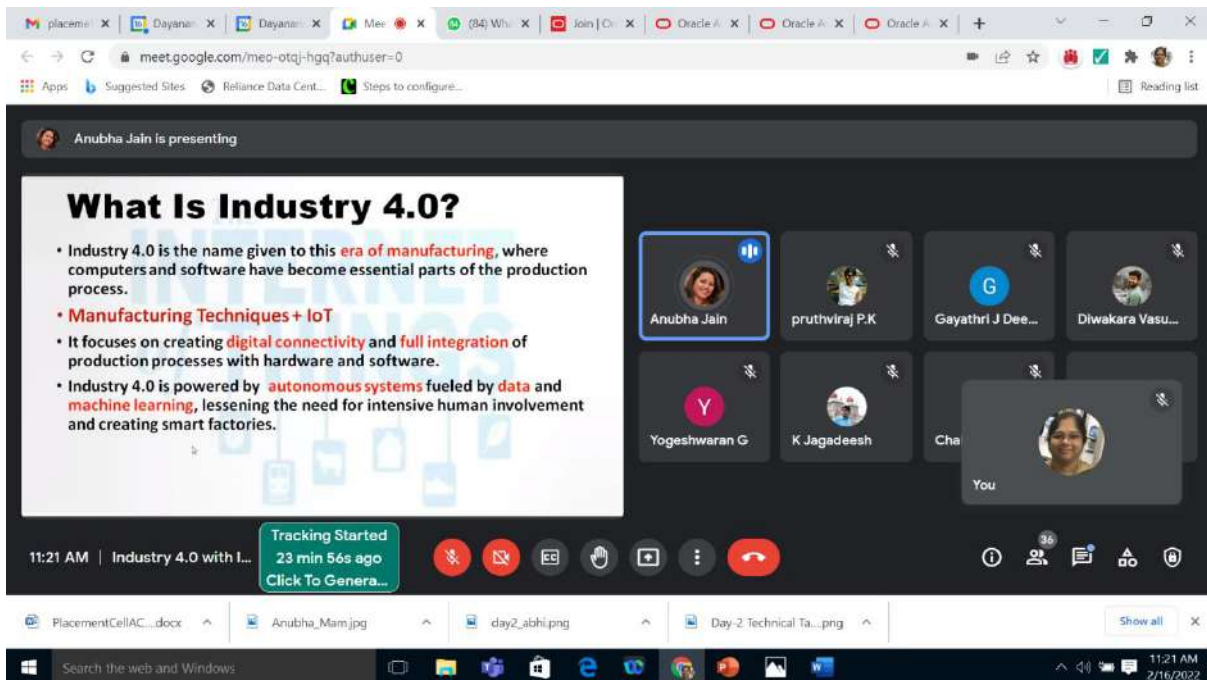 placeme
Dayanan
Dayanan
Mee
(84) Wh
Join | O
Oracle A
Oracle A
Oracle A
meet.google.com/meo-otqj-hgq?authuser=0
Apps
Suggested Sites
Reliance Data Cent...
Steps to configure...
Reading list
Anubha Jain is presenting
What Is Industry 4.0?
• Industry 4.0 is the name given to this era of manufacturing, where
computers and software have become essential parts of the production
process.
• Manufacturing Techniques + IoT
• It focuses on creating digital connectivity and full integration of
production processes with hardware and software.
• Industry 4.0 is powered by autonomous systems fueled by data and
machine learning, lessening the need for intensive human involvement
and creating smart factories.
INTERNET
THINGS
Anubha Jain
pruthviraj P.K
G
Gayathri J Dee...
Diwakara Vasu...
Y
Yogeshwaran G
K Jagadeesh
Cha
You
11:21 AM | Industry 4.0 with I...
Tracking Started
23 min 56s ago
Click To Genera...
CC
36
PlacementCellAC...docx
Anubha_Mam.jpg
day2_abhi.png
Day-2 Technical Ta...png
Show all
Search the web and Windows
11:21 AM
2/16/2022